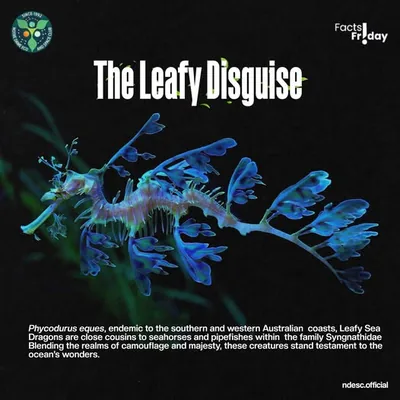 SINCE 1993
Facts
Fr!day
The Leafy Disguise
Phycodurus eques, endemic to the southern and western Australian coasts, Leafy Sea
Dragons are close cousins to seahorses and pipefishes within the family Syngnathidae
Blending the realms of camouflage and majesty, these creatures stand testament to the
ocean's wonders.
ndesc.official